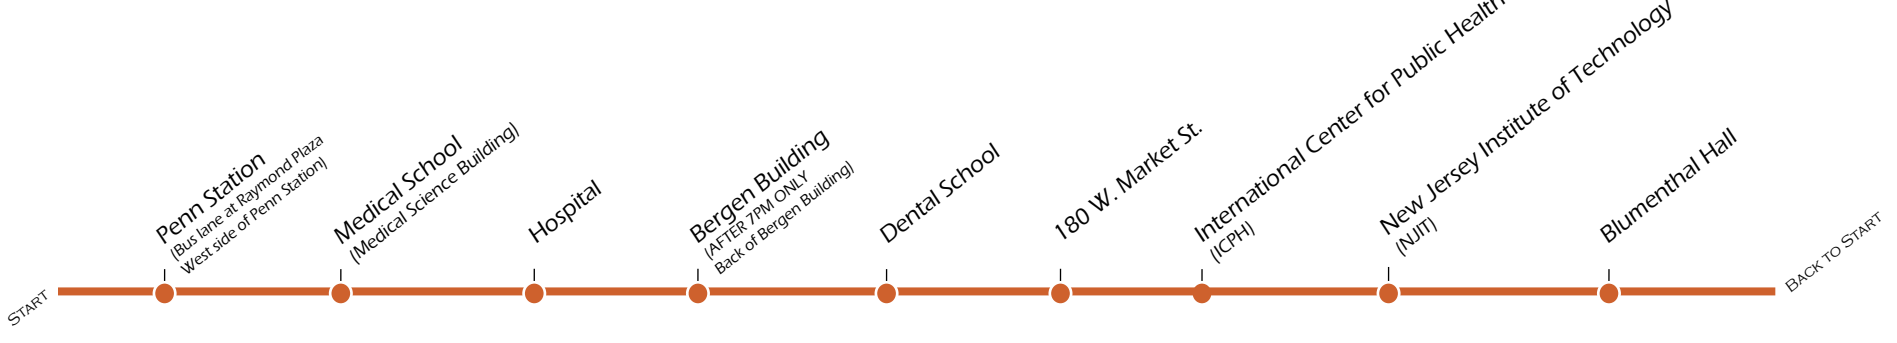 START
Penn Station
(Bus lane at Raymond Plaza
West side of Penn Station)
Medical School
(Medical Science Building)
Hospital
Bergen Building
(AFTER 7PM ONLY
Back of Bergen Building)
Dental School
180 W. Market St.
International Center for Public Health
(ICPH)
New Jersey Institute of Technology
(NJIT)
Blumenthal Hall
BACK TO START